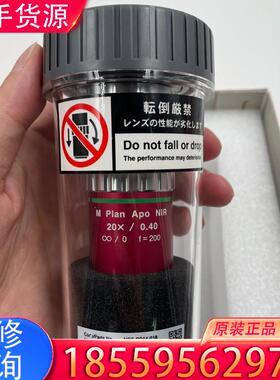 手货源
転倒厳禁
レンズの性能が劣化します
Do not fall or drop
The performance may deteriorate
M Plan Apo NIR
20× / 0.40
∞ / 0 f=200
修
询
原装正品
18559556297